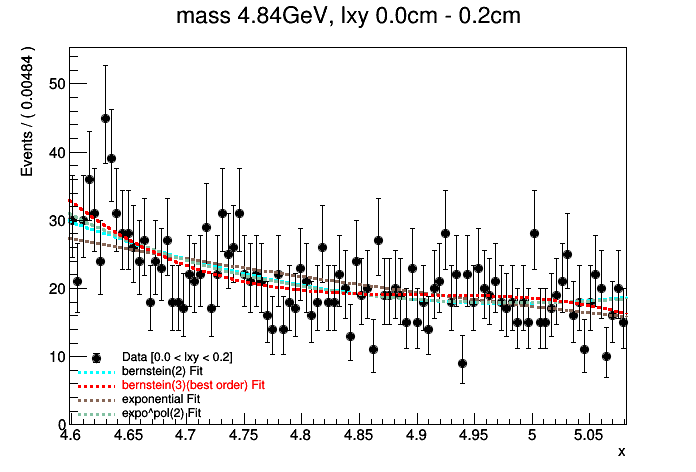 mass 4.84GeV, lxy 0.0cm - 0.2cm
Events / ( 0.00484 )
50
40
30
20
10
0
Data [0.0 < lxy < 0.2]
bernstein(2) Fit
bernstein(3)(best order) Fit
exponential Fit
expo^pol(2) Fit
4.6 4.65 4.7 4.75 4.8 4.85 4.9 4.95 5 5.05
x